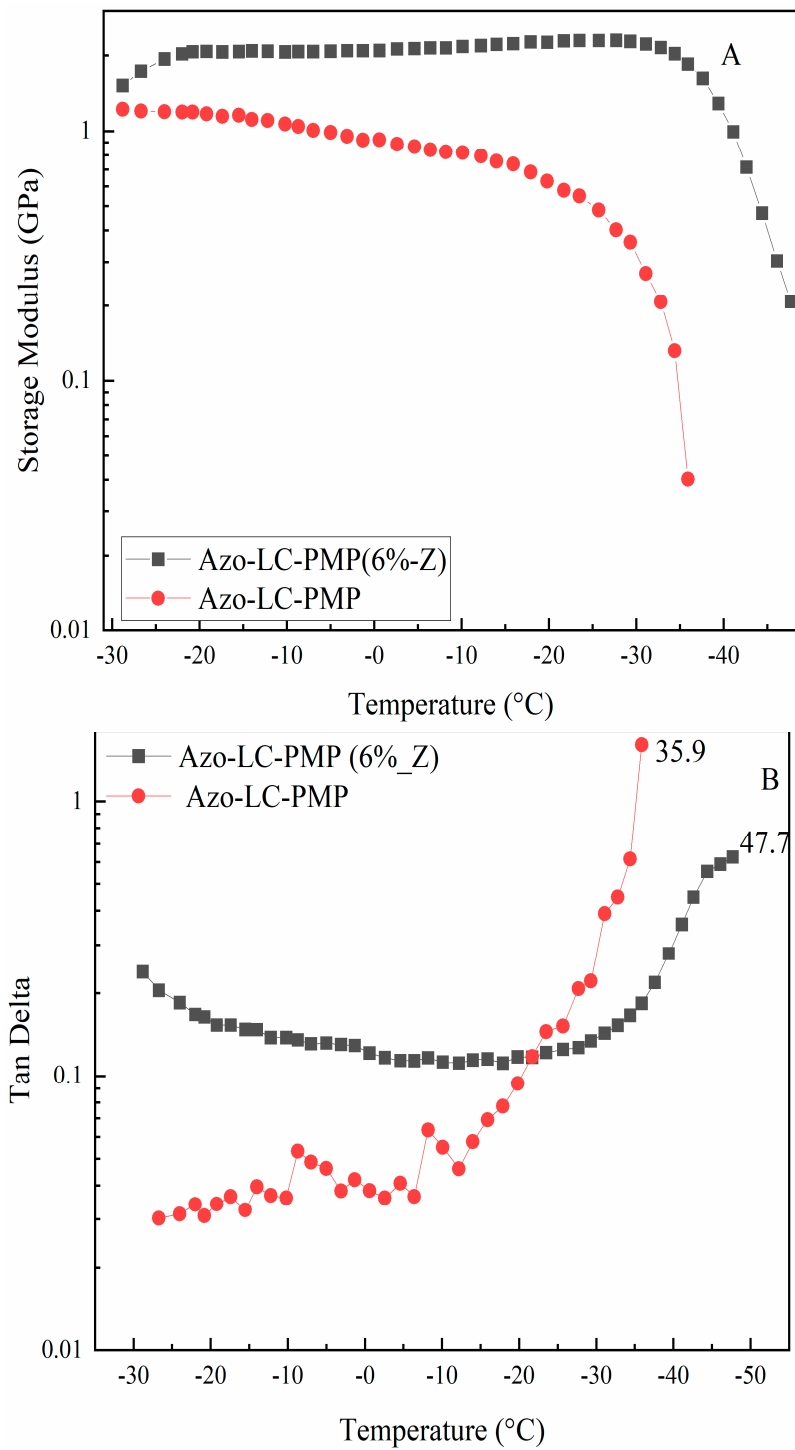 A
1
0.1
0.01
Storage Modulus (GPa)
Azo-LC-PMP(6%-Z)
Azo-LC-PMP
-30 -20 -10 -0 -10 -20 -30 -40
Temperature (°C)
Azo-LC-PMP (6%_Z)
Azo-LC-PMP
35.9
B
47.7
1
0.1
0.01
Tan Delta
-30 -20 -10 -0 -10 -20 -30 -40 -50
Temperature (°C)